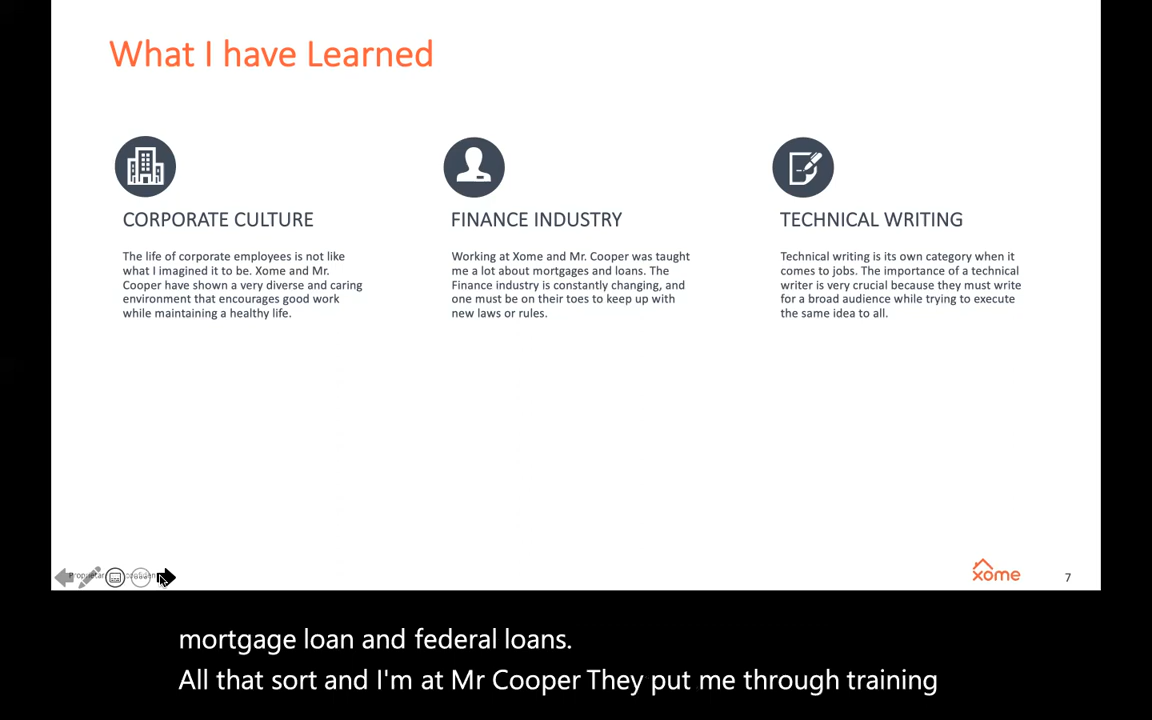 What I have Learned
CORPORATE CULTURE
The life of corporate employees is not like
what I imagined it to be. Xome and Mr.
Cooper have shown a very diverse and caring
environment that encourages good work
while maintaining a healthy life.
FINANCE INDUSTRY
Working at Xome and Mr. Cooper was taught
me a lot about mortgages and loans. The
Finance industry is constantly changing, and
one must be on their toes to keep up with
new laws or rules.
TECHNICAL WRITING
Technical writing is its own category when it
comes to jobs. The importance of a technical
writer is very crucial because they must write
for a broad audience while trying to execute
the same idea to all.
xome
7
mortgage loan and federal loans.
All that sort and I'm at Mr Cooper They put me through training